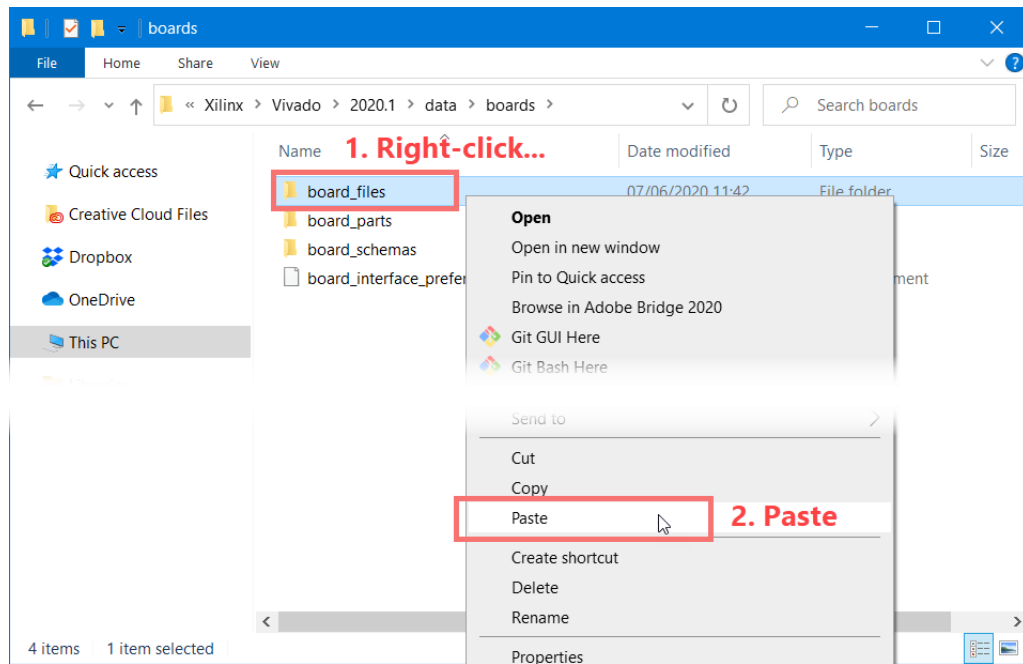 boards
File Home Share View
« Xilinx > Vivado > 2020.1 > data > boards > Search boards
Name 1. Right-click... Date modified Type Size
Quick access
board_files 07/06/2020 11:42 File folder
Creative Cloud Files
board_parts
Open
Dropbox
board_schemas
Open in new window
OneDrive
board_interface_prefer
Pin to Quick access
ment
Browse in Adobe Bridge 2020
This PC
Git GUI Here
Git Bash Here
Send to
Cut
Copy
Paste 2. Paste
Create shortcut
Delete
Rename
Properties
4 items 1 item selected